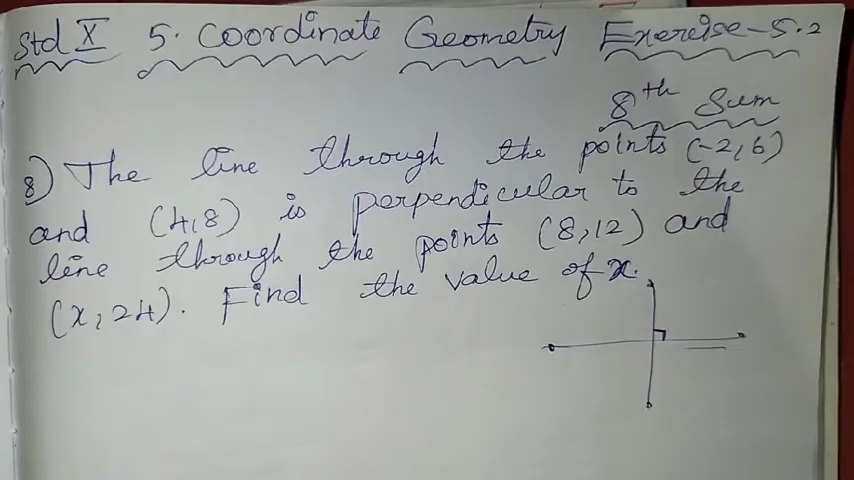 Std X 5. Coordinate Geometry Exercise-5.2
8th Sum
8) The line through the points (-2,6)
and (4,8) is perpendicular to the
line through the points (8,12) and
(x,24). Find the value of x.